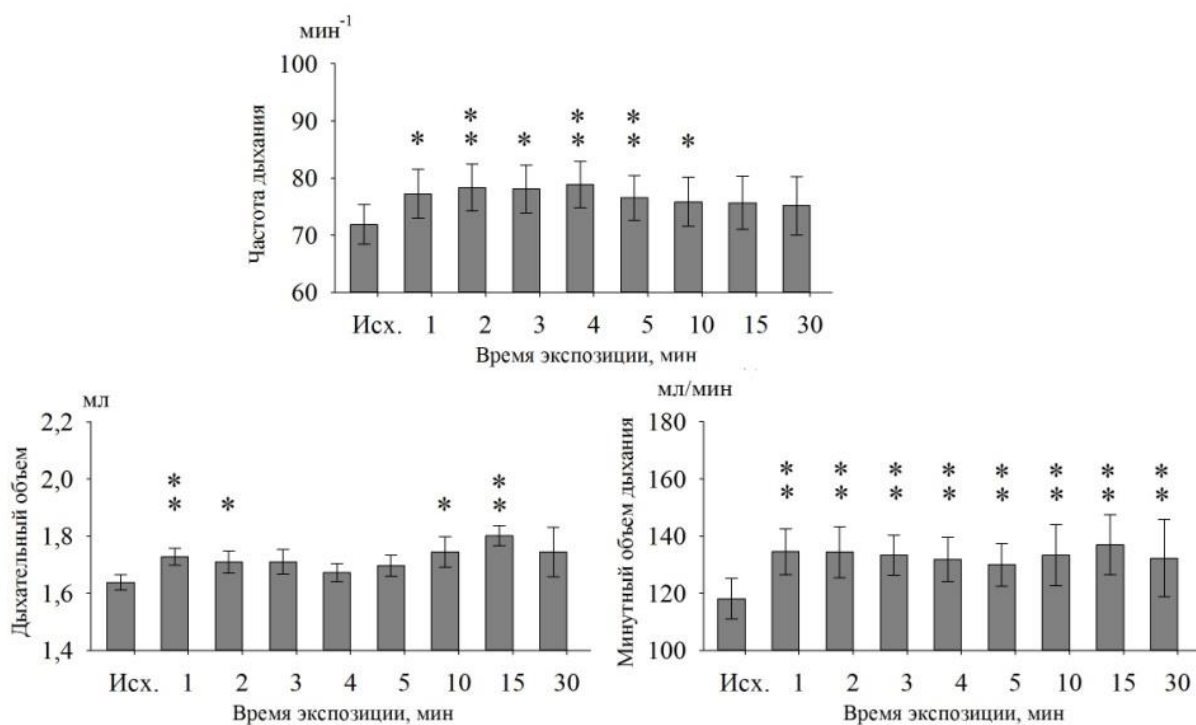 мин⁻¹
Частота дыхания
100
90
80
70
60
* ** * ** ** *
Исх. 1 2 3 4 5 10 15 30
Время экспозиции, мин
мл
Дыхательный объем
2,2
2,0
1,8
1,6
1,4
** * * **
Исх. 1 2 3 4 5 10 15 30
Время экспозиции, мин
мл/мин
Минутный объем дыхания
180
160
140
120
100
** ** ** ** ** ** ** **
Исх. 1 2 3 4 5 10 15 30
Время экспозиции, мин